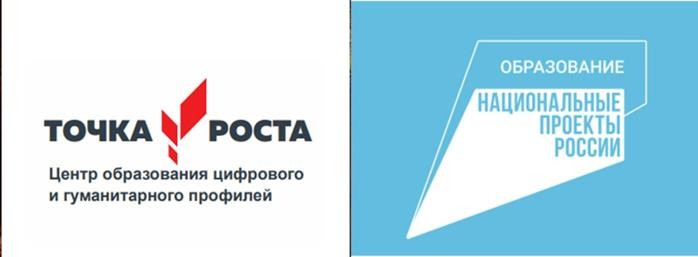 ТОЧКА РОСТА
Центр образования цифрового
и гуманитарного профилей
ОБРАЗОВАНИЕ
НАЦИОНАЛЬНЫЕ
ПРОЕКТЫ
РОССИИ